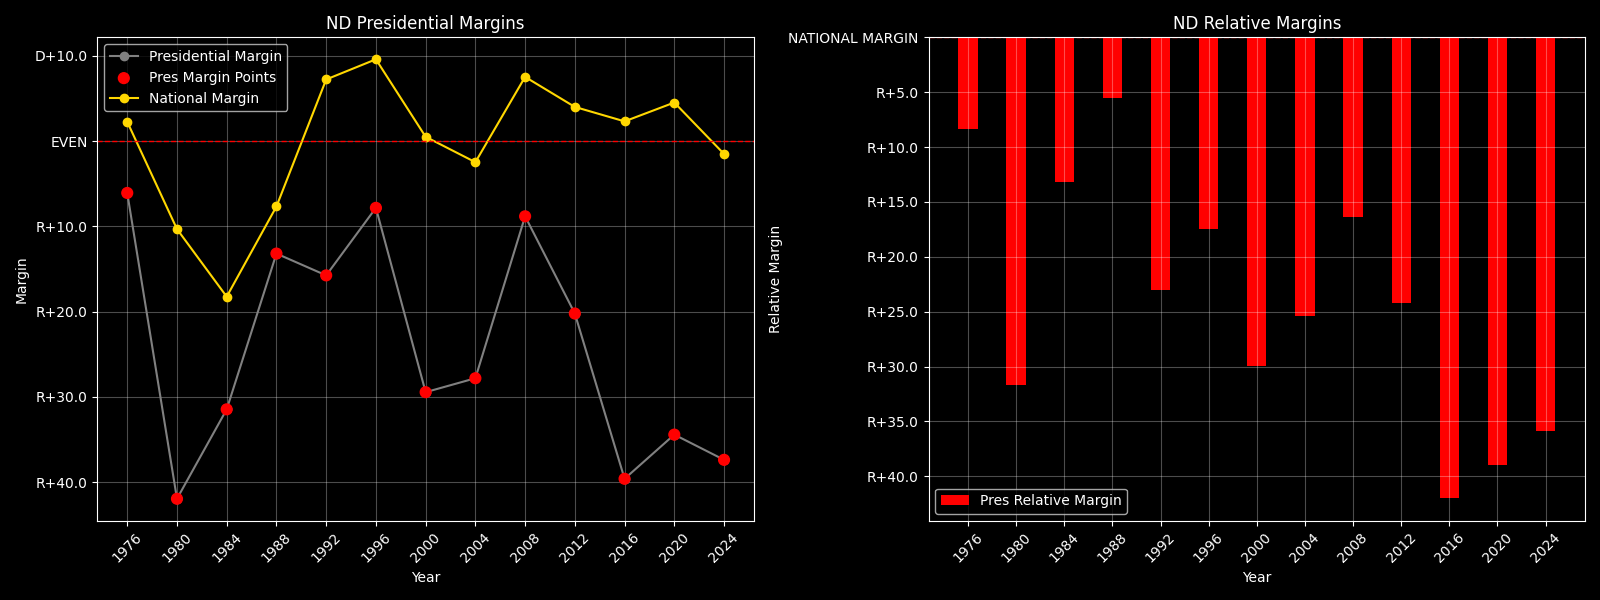 ND Presidential Margins
Presidential Margin
Pres Margin Points
National Margin
D+10.0
EVEN
R+10.0
R+20.0
R+30.0
R+40.0
Margin
1976
1980
1984
1988
1992
1996
2000
2004
2008
2012
2016
2020
2024
Year
ND Relative Margins
NATIONAL MARGIN
R+5.0
R+10.0
R+15.0
R+20.0
R+25.0
R+30.0
R+35.0
R+40.0
Relative Margin
Pres Relative Margin
1976
1980
1984
1988
1992
1996
2000
2004
2008
2012
2016
2020
2024
Year